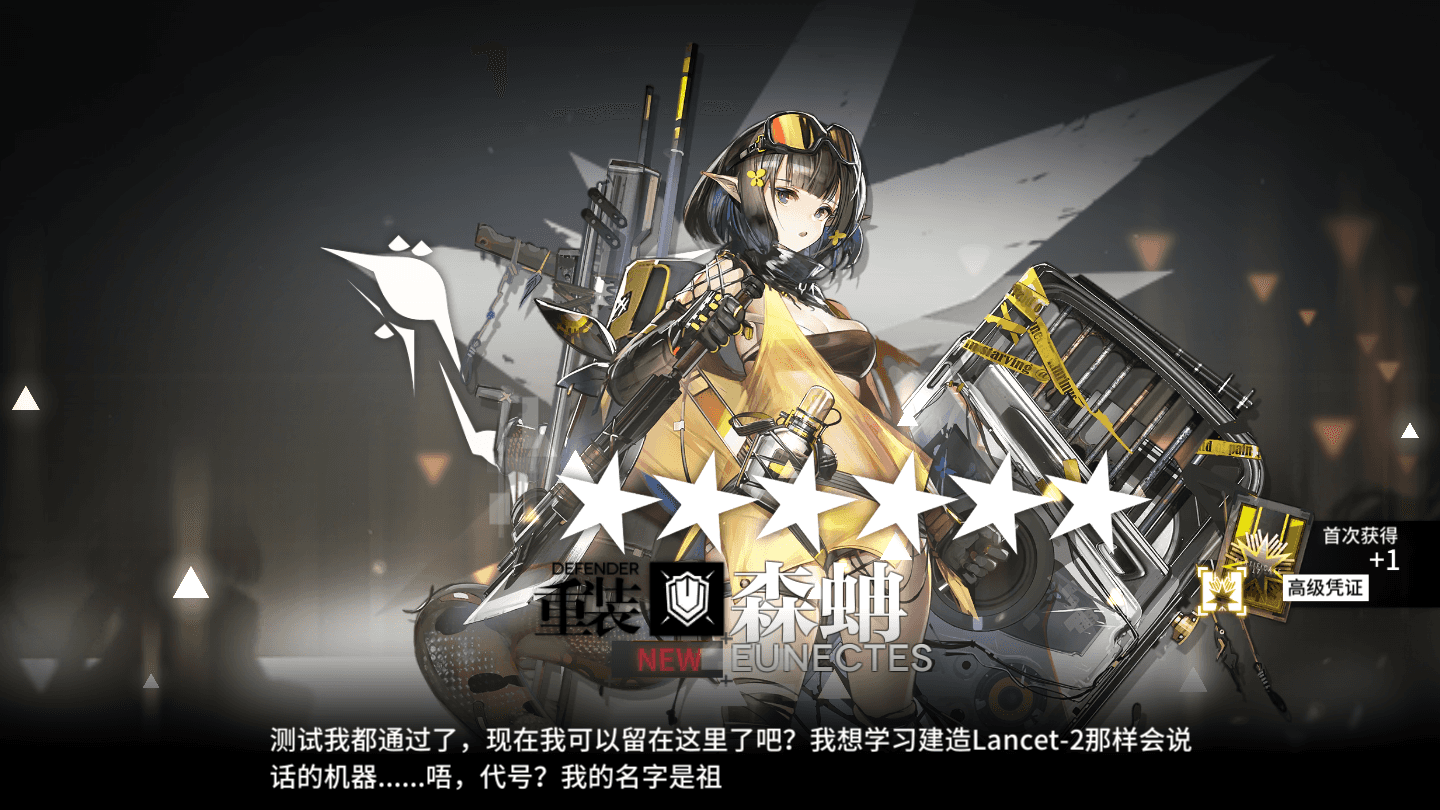 starving
首次获得
+1
高级凭证
DEFENDER
重装
森蚺
NEW
EUNECTES
测试我都通过了，现在我可以留在这里了吧？我想学习建造Lancet-2那样会说
话的机器......唔，代号？我的名字是祖